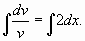 ∫ dv/v = ∫ 2dx.